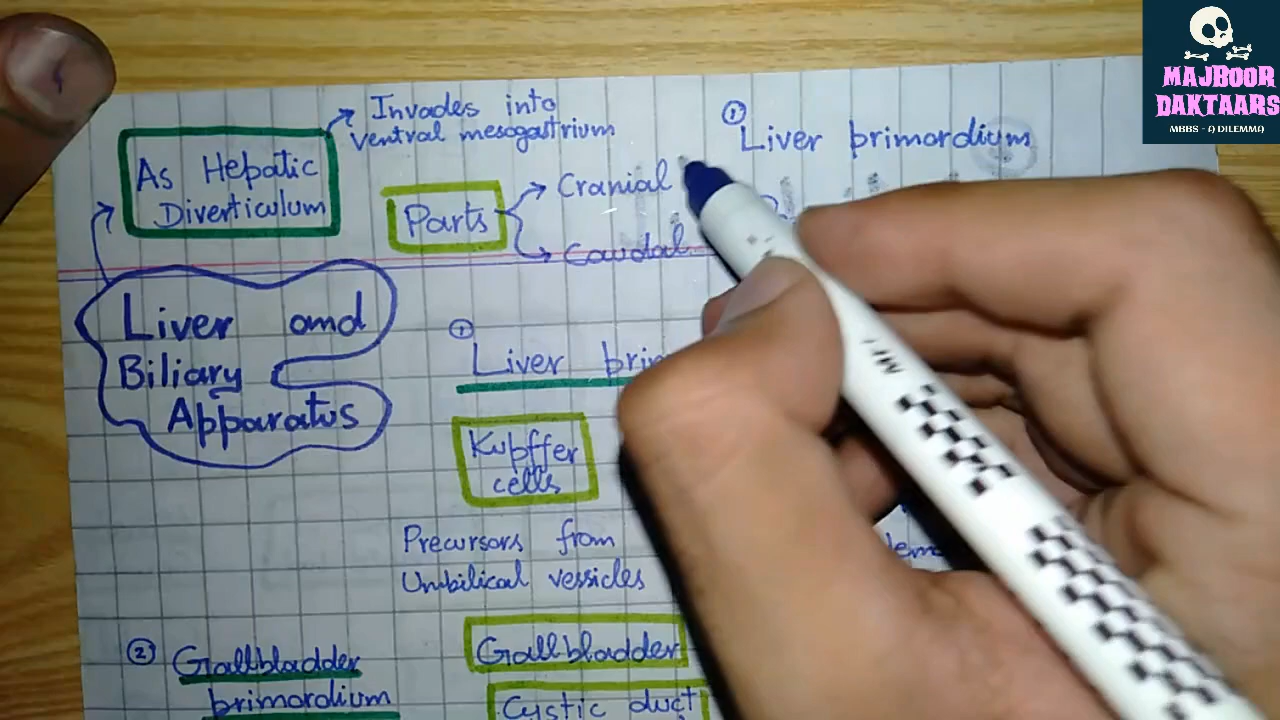 MAJBOOR
DAKTAARS
MBBS - A DILEMMA
Invades into
ventral mesogastrium
As Hepatic
Diverticulum
Parts
Cranial
Caudal
①
Liver primordium
Liver and
Biliary
Apparatus
①
Liver
Kupffer
cells
Precursors from
Umbilical vessicles
② Gallbladder
primordium
Gallbladder
Cystic duct